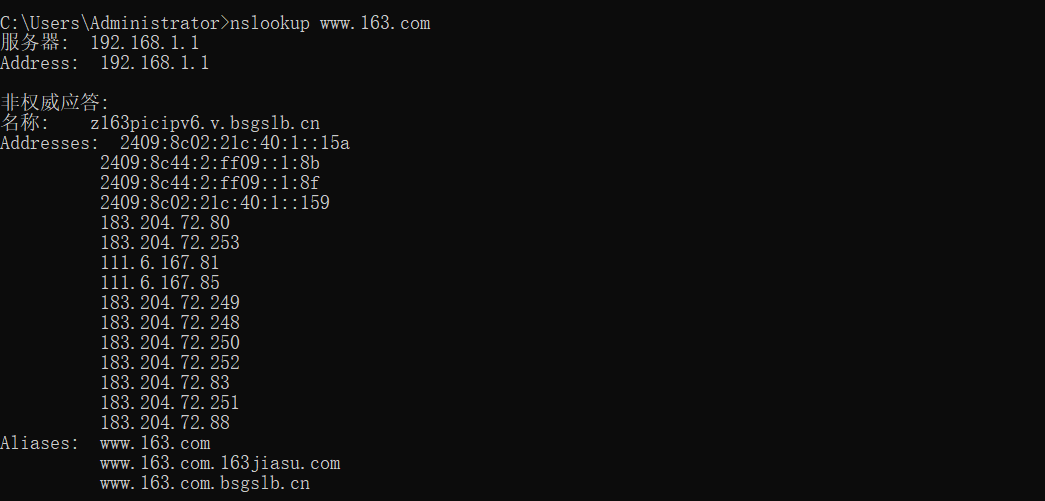 C:\Users\Administrator>nslookup www.163.com
服务器:  192.168.1.1
Address:  192.168.1.1
非权威应答:
名称:    z163picipv6.v.bsgslb.cn
Addresses:  2409:8c02:21c:40:1::15a
2409:8c44:2:ff09::1:8b
2409:8c44:2:ff09::1:8f
2409:8c02:21c:40:1::159
183.204.72.80
183.204.72.253
111.6.167.81
111.6.167.85
183.204.72.249
183.204.72.248
183.204.72.250
183.204.72.252
183.204.72.83
183.204.72.251
183.204.72.88
Aliases:  www.163.com
www.163.com.163jiasu.com
www.163.com.bsgslb.cn